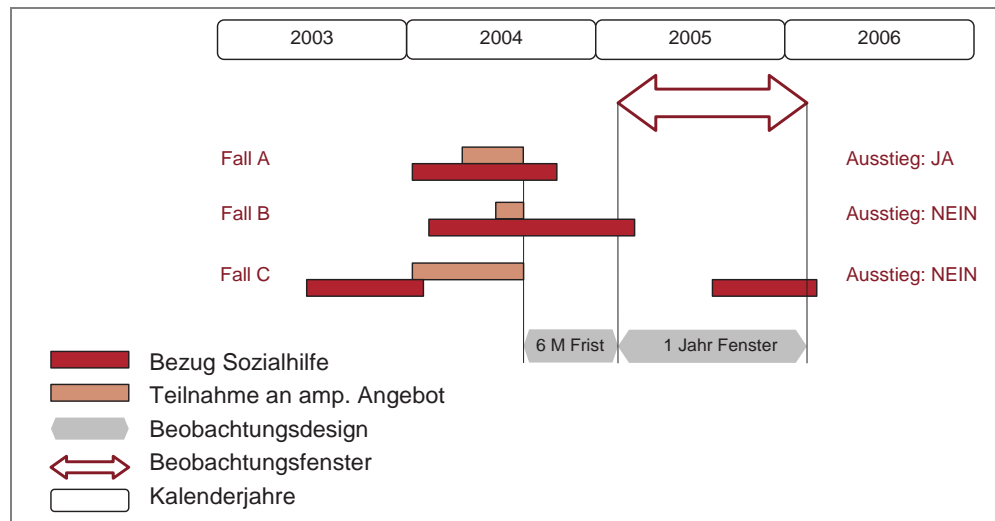 2003 2004 2005 2006
Fall A Ausstieg: JA
Fall B Ausstieg: NEIN
Fall C Ausstieg: NEIN
6 M Frist 1 Jahr Fenster
Bezug Sozialhilfe
Teilnahme an amp. Angebot
Beobachtungsdesign
Beobachtungsfenster
Kalenderjahre